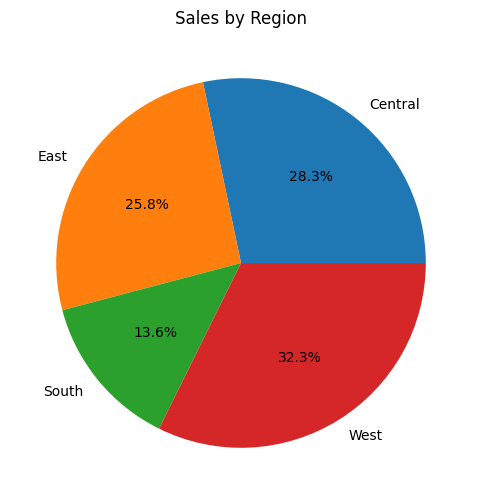 Sales by Region
Central
28.3%
East
25.8%
South
13.6%
West
32.3%